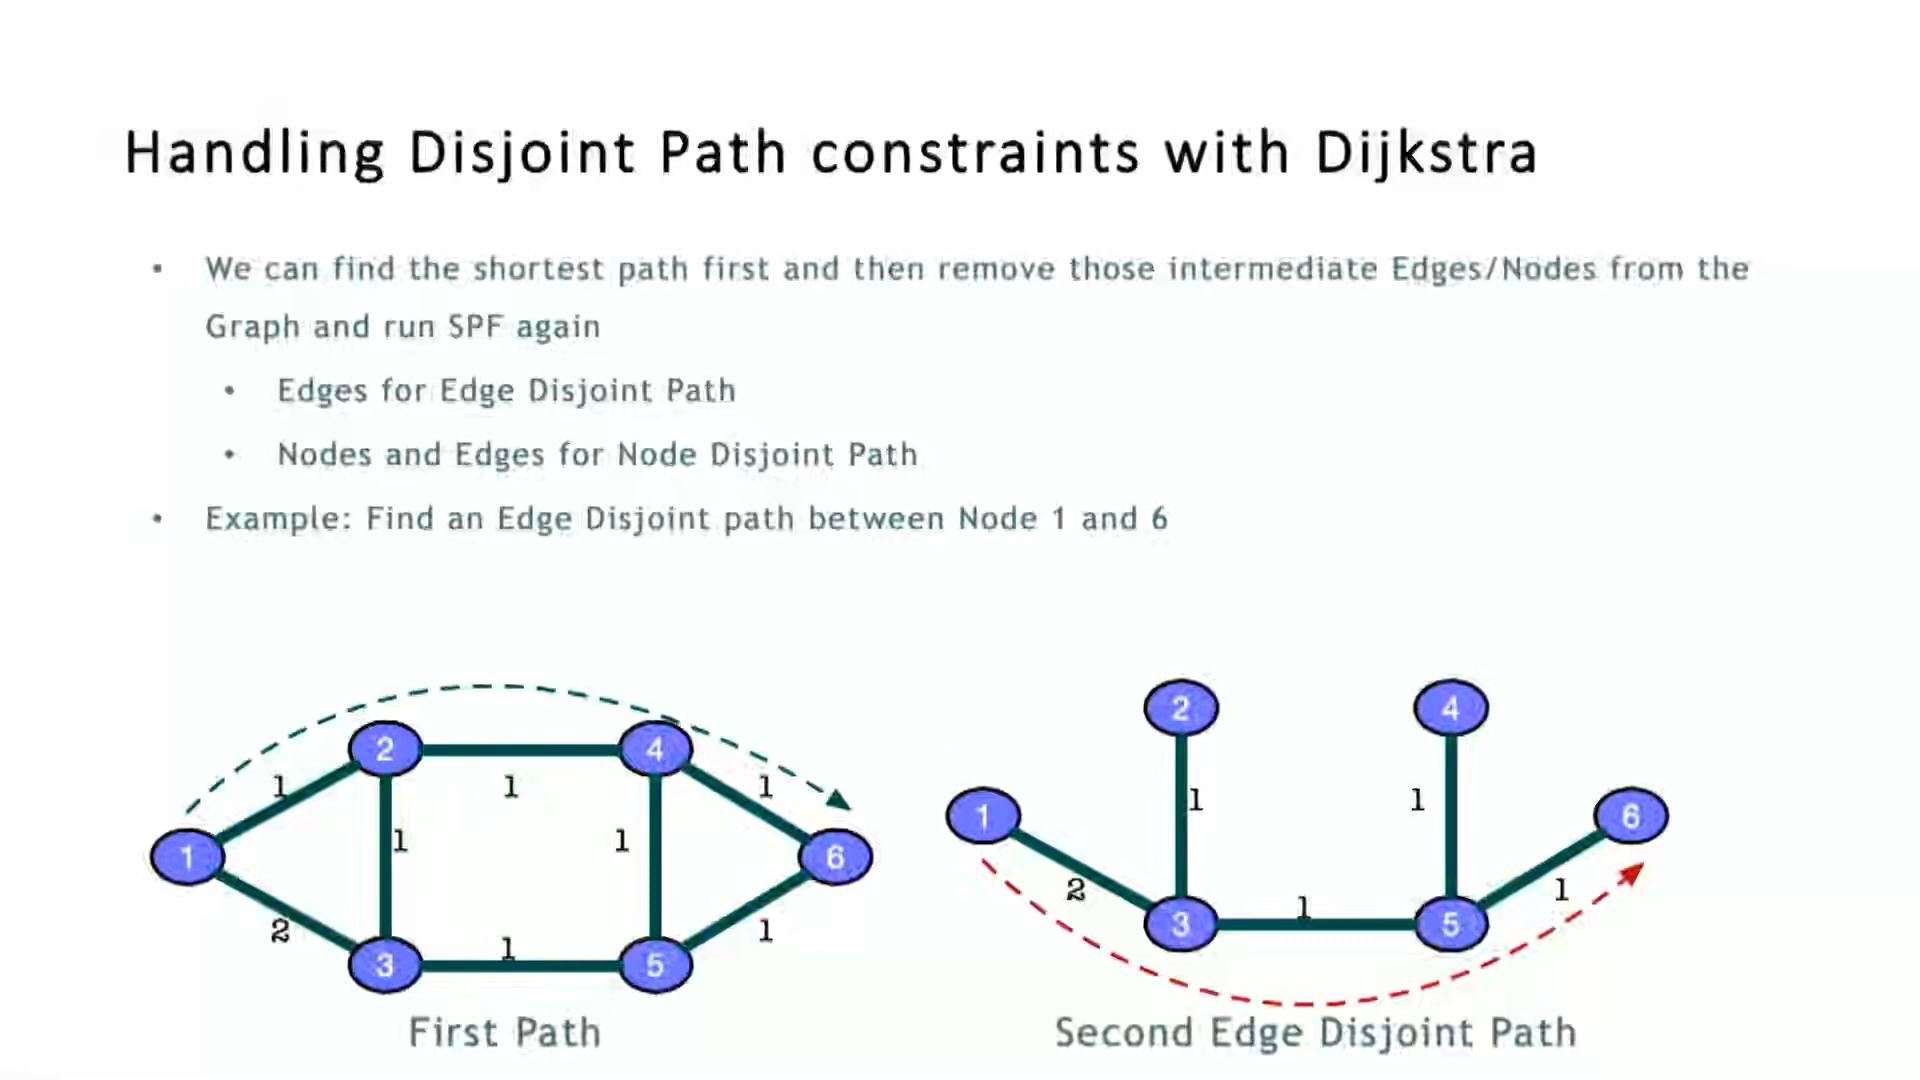 Handling Disjoint Path constraints with Dijkstra
• We can find the shortest path first and then remove those intermediate Edges/Nodes from the
Graph and run SPF again
• Edges for Edge Disjoint Path
• Nodes and Edges for Node Disjoint Path
• Example: Find an Edge Disjoint path between Node 1 and 6
2 4
1 1 1
1 1
1 6
2 1 1
3 5
First Path
2 4
1 1
1 6
2 1 1
3 5
Second Edge Disjoint Path